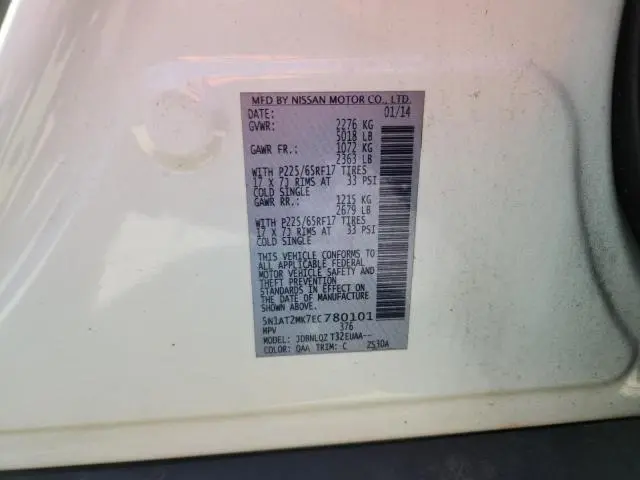 MFD BY NISSAN MOTOR CO., LTD.
DATE: 01/14
GVWR: 2276 KG
5018 LB
GAWR FR.: 1072 KG
2363 LB
WITH P225/65RF17 TIRES
17 X 7J RIMS AT 33 PSI
COLD SINGLE
GAWR RR.: 1215 KG
2679 LB
WITH P225/65RF17 TIRES
17 X 7J RIMS AT 33 PSI
COLD SINGLE
THIS VEHICLE CONFORMS TO
ALL APPLICABLE FEDERAL
MOTOR VEHICLE SAFETY AND
THEFT PREVENTION
STANDARDS IN EFFECT ON
THE DATE OF MANUFACTURE
SHOWN ABOVE.
5N1AT2MK7EC780101
MPV 376
MODEL: JDBNLQZ T32EUAA--
COLOR: QAA TRIM: C 2S30A